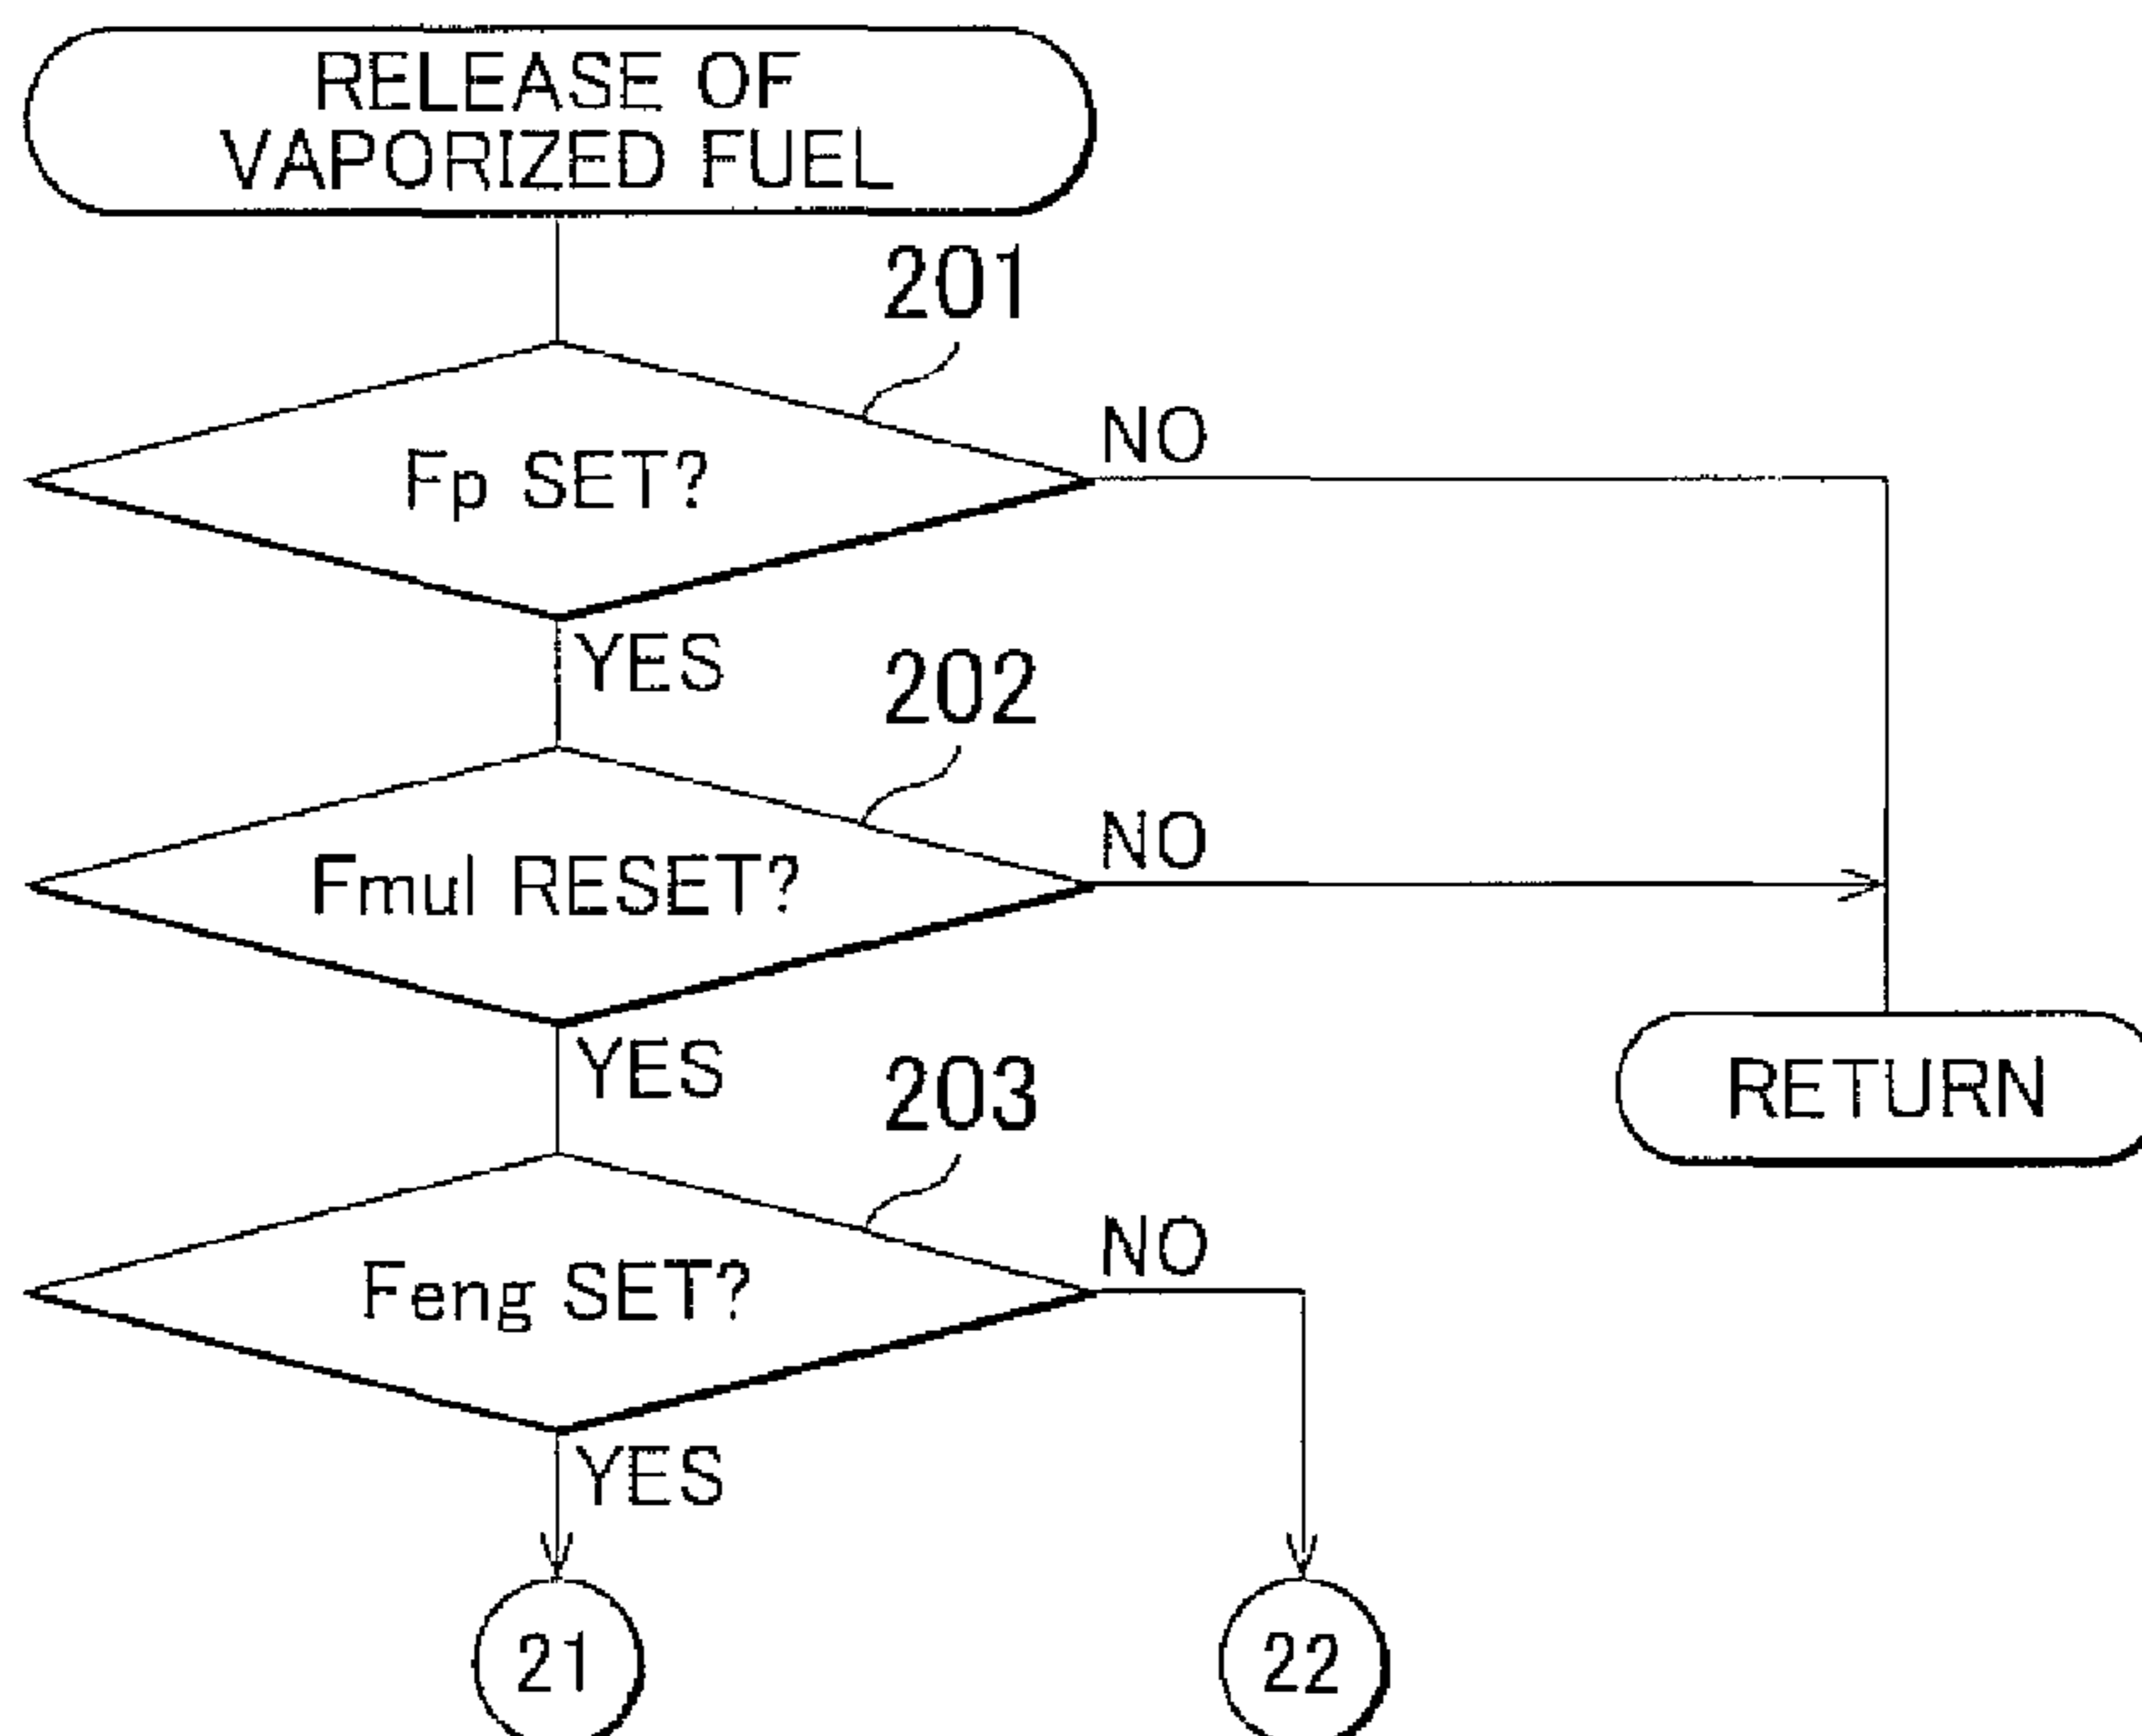 RELEASE OF
VAPORIZED FUEL
201
Fp SET?
NO
YES
202
Fmul RESET?
NO
YES
RETURN
203
Feng SET?
NO
YES
21
22